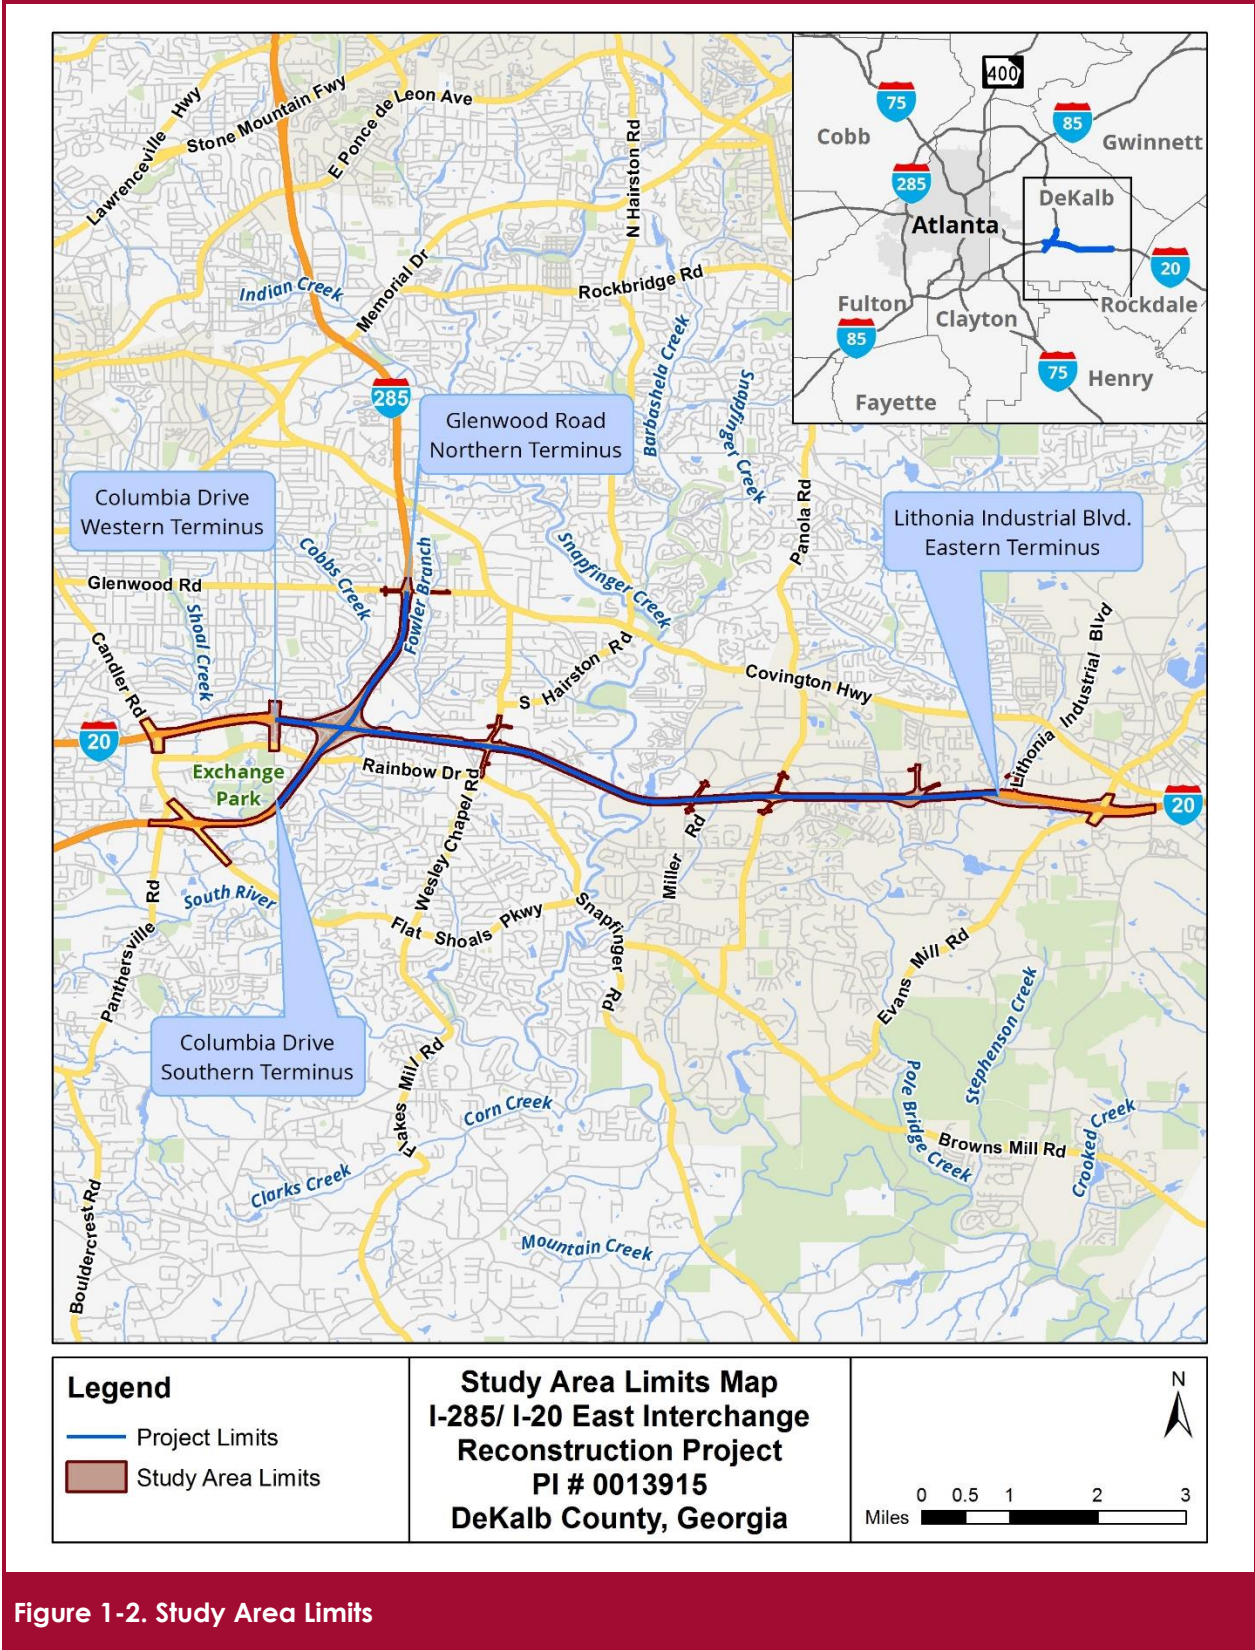 Lawrenceville Hwy
Stone Mountain Fwy
E Ponce de Leon Ave
N Hairston Rd
Indian Creek
Memorial Dr
Rockbridge Rd
Barbashela Creek
Snapfinger Creek
285
400
75
85
Cobb
Gwinnett
285
DeKalb
Atlanta
20
Fulton
Clayton
Rockdale
85
75
Henry
Fayette
Glenwood Road
Northern Terminus
Columbia Drive
Western Terminus
Lithonia Industrial Blvd.
Eastern Terminus
Panola Rd
Cobbs Creek
Fowler Branch
Snapfinger Creek
Glenwood Rd
Shoal Creek
Candler Rd
S Hairston Rd
Covington Hwy
Lithonia Industrial Blvd
20
Exchange
Park
Rainbow Dr
Wesley Chapel Rd
Miller Rd
20
South River
Panthersville Rd
Flat Shoals Pkwy
Snapfinger Rd
Evans Mill Rd
Stephenson Creek
Columbia Drive
Southern Terminus
Flakes Mill Rd
Corn Creek
Pole Bridge Creek
Browns Mill Rd
Crooked Creek
Clarks Creek
Mountain Creek
Bouldercrest Rd
Legend
Project Limits
Study Area Limits
Study Area Limits Map
I-285/ I-20 East Interchange
Reconstruction Project
PI # 0013915
DeKalb County, Georgia
N
0 0.5 1 2 3
Miles
Figure 1-2. Study Area Limits